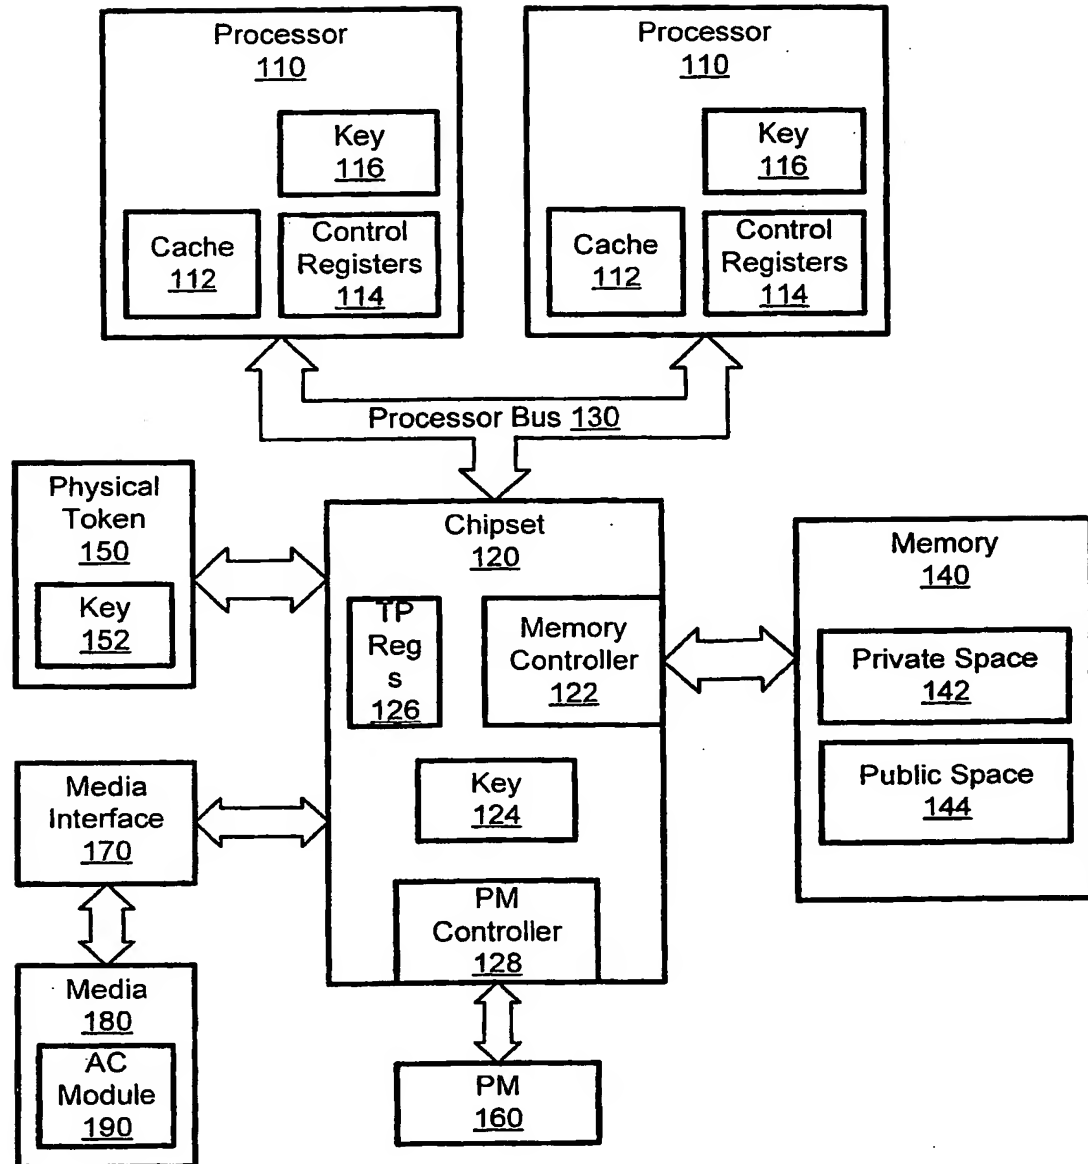 Processor
110
Key
116
Cache
112
Control
Registers
114
Processor
110
Key
116
Cache
112
Control
Registers
114
Processor Bus 130
Physical
Token
150
Key
152
Chipset
120
TP
Reg
s
126
Memory
Controller
122
Key
124
PM
Controller
128
Memory
140
Private Space
142
Public Space
144
Media
Interface
170
Media
180
AC
Module
190
PM
160